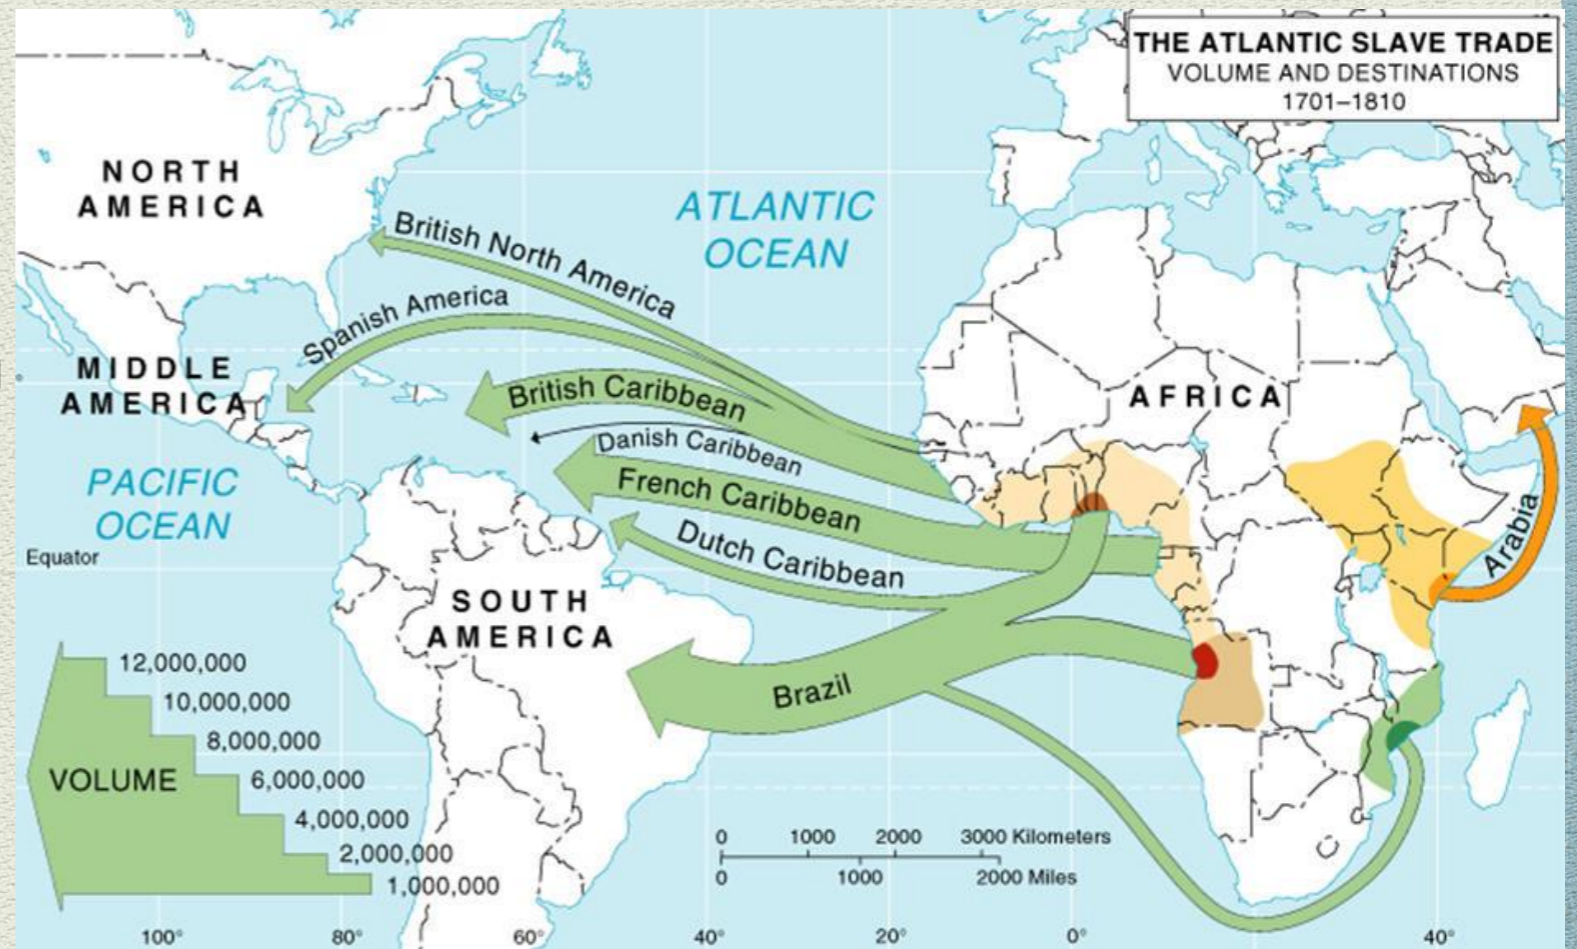 THE ATLANTIC SLAVE TRADE
VOLUME AND DESTINATIONS
1701–1810
NORTH
AMERICA
ATLANTIC
OCEAN
British North America
Spanish America
MIDDLE
AMERICA
British Caribbean
AFRICA
Danish Caribbean
French Caribbean
PACIFIC
OCEAN
Dutch Caribbean
Arabia
Equator
SOUTH
AMERICA
Brazil
VOLUME
12,000,000
10,000,000
8,000,000
6,000,000
4,000,000
2,000,000
1,000,000
0 1000 2000 3000 Kilometers
0 1000 2000 Miles
100° 80° 60° 40° 20° 0° 40°